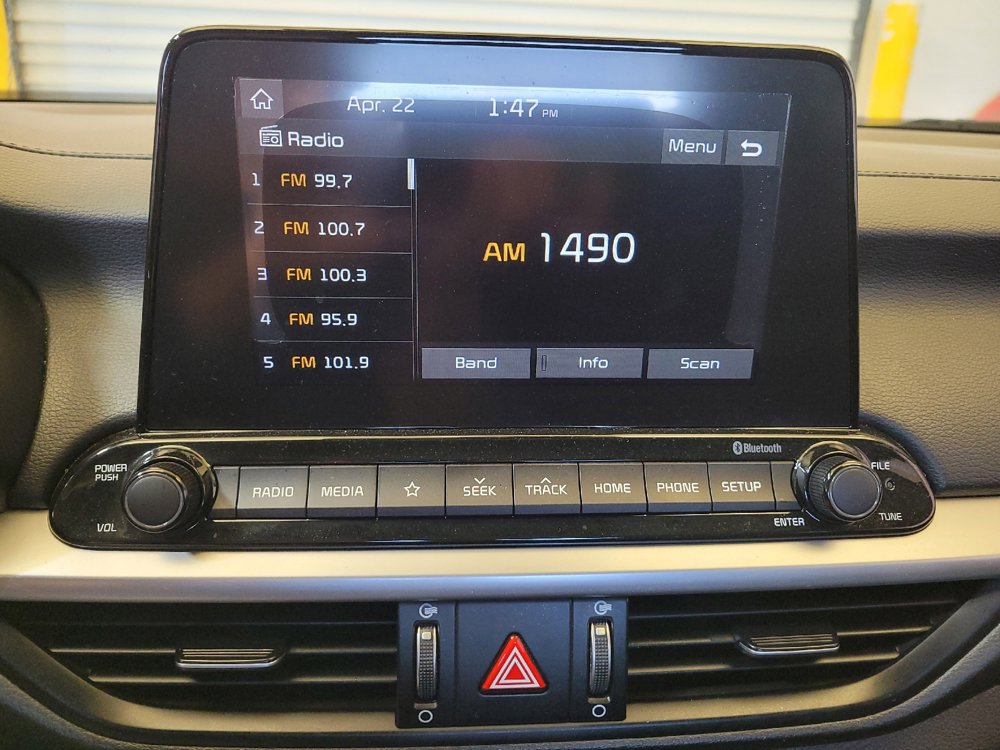 Apr. 22 1:47 PM
Radio Menu
1 FM 99.7
2 FM 100.7
3 FM 100.3
4 FM 95.9
5 FM 101.9
AM 1490
Band Info Scan
Bluetooth
POWER
PUSH
VOL
RADIO MEDIA SEEK TRACK HOME PHONE SETUP
FILE
TUNE
ENTER